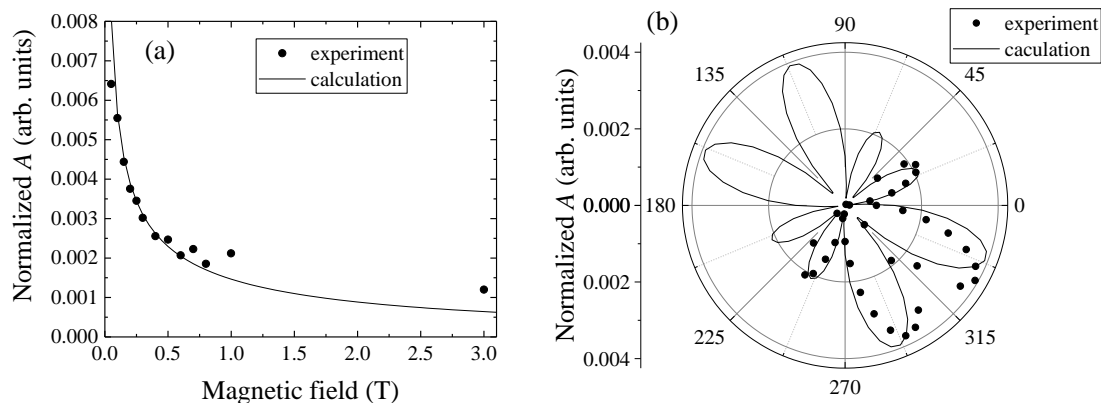 (a)
experiment
calculation
0.008
0.007
0.006
0.005
0.004
0.003
0.002
0.001
0.000
0.0 0.5 1.0 1.5 2.0 2.5 3.0
Normalized A (arb. units)
Magnetic field (T)
(b)
experiment
caculation
0.004
0.002
0.000
0.002
0.004
Normalized A (arb. units)
90
45
0
315
270
225
180
135